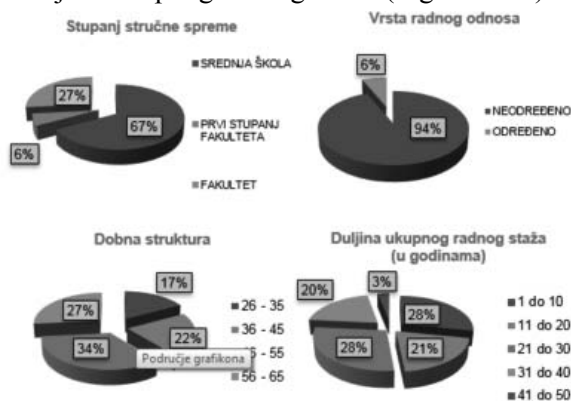 Stupanj stručne spreme
SREDNJA ŠKOLA
PRVI STUPANJ
FAKULTETA
FAKULTET
27%
67%
6%
Vrsta radnog odnosa
6%
94%
NEODREĐENO
ODREĐENO
Dobna struktura
17%
27%
22%
34%
Područje grafikona
26 - 35
36 - 45
- 55
56 - 65
Duljina ukupnog radnog staža
(u godinama)
3%
20%
28%
28%
21%
1 do 10
11 do 20
21 do 30
31 do 40
41 do 50